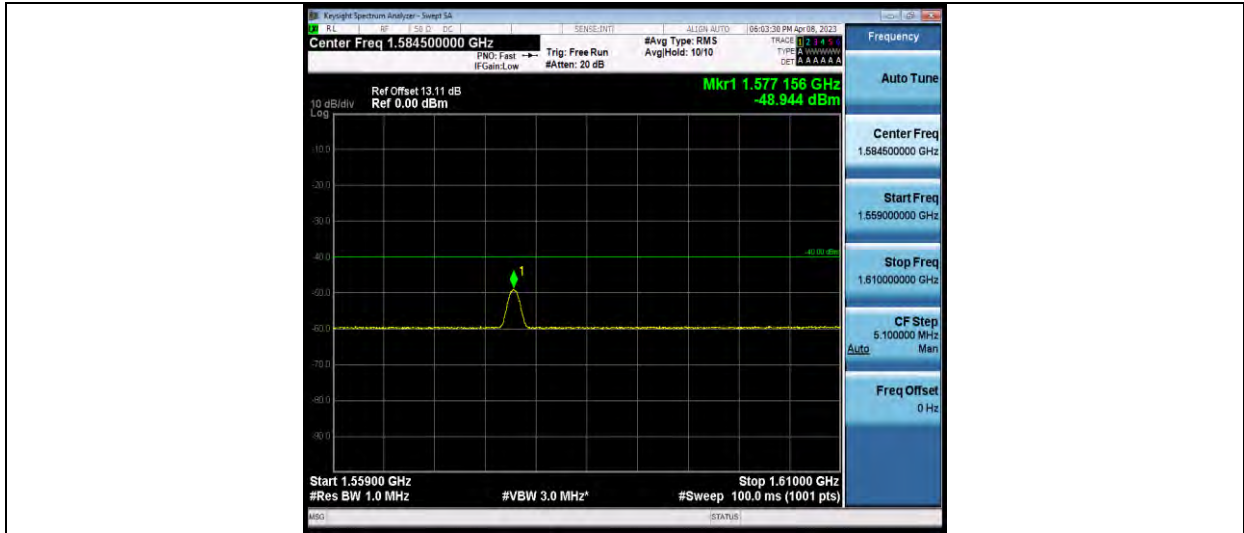 Keysight Spectrum Analyzer - Swept SA
RL RF 50 Ω DC SENSE:INT ALIGN AUTO 06:03:30 PM Apr 08, 2023
Center Freq 1.584500000 GHz
PNO: Fast
IFGain:Low
Trig: Free Run
#Atten: 20 dB
#Avg Type: RMS
Avg|Hold: 10/10
TRACE 1 2 3 4 5 6
TYPE A WWWWW
DET A A A A A A
Frequency
Auto Tune
Ref Offset 13.11 dB
10 dB/div Ref 0.00 dBm
Log
Mkr1 1.577 156 GHz
-48.944 dBm
Center Freq
1.584500000 GHz
-10.0
-20.0
Start Freq
1.559000000 GHz
-30.0
-40.0
-40.00 dBm
Stop Freq
1.610000000 GHz
1
-50.0
CF Step
5.100000 MHz
Auto Man
-60.0
-70.0
Freq Offset
0 Hz
-80.0
-90.0
Start 1.55900 GHz Stop 1.61000 GHz
#Res BW 1.0 MHz #VBW 3.0 MHz* #Sweep 100.0 ms (1001 pts)
MSG STATUS